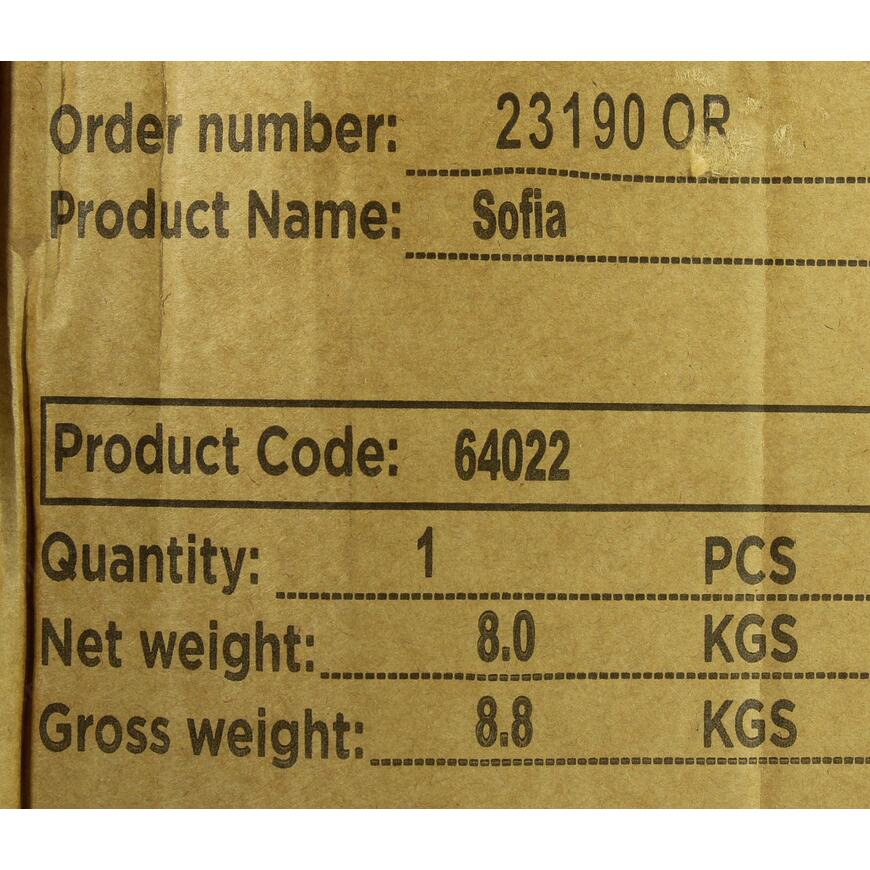 Order number: 23190 OR
Product Name: Sofia
Product Code: 64022
Quantity: 1 PCS
Net weight: 8.0 KGS
Gross weight: 8.8 KGS